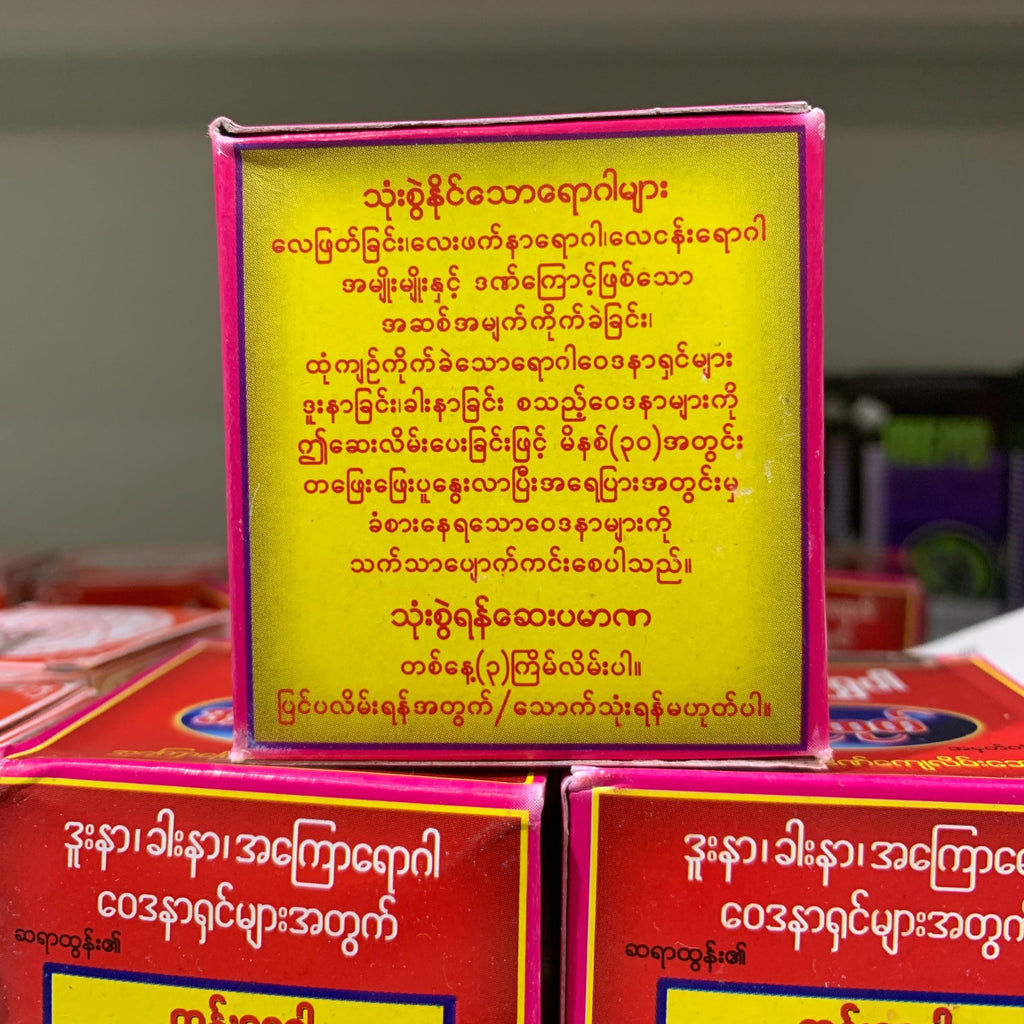 သုံးစွဲနိုင်သောရောဂါများ
လေဖြတ်ခြင်း၊လေးဖက်နာရောဂါ၊လေငန်းရောဂါ
အမျိုးမျိုးနှင့် ဒဏ်ကြောင့်ဖြစ်သော
အဆစ်အမျက်ကိုက်ခဲခြင်း၊
ထုံကျဉ်ကိုက်ခဲသောရောဂါဝေဒနာရှင်များ
ဒူးနာခြင်း၊ခါးနာခြင်း စသည့်ဝေဒနာများကို
ဤဆေးလိမ်းပေးခြင်းဖြင့် မိနစ်(၃၀)အတွင်း
တဖြေးဖြေးပူနွေးလာပြီးအရေပြားအတွင်းမှ
ခံစားနေရသောဝေဒနာများကို
သက်သာပျောက်ကင်းစေပါသည်။
သုံးစွဲရန်ဆေးပမာဏ
တစ်နေ့(၃)ကြိမ်လိမ်းပါ။
ပြင်ပလိမ်းရန်အတွက်/သောက်သုံးရန်မဟုတ်ပါ။
ဒူးနာ၊ခါးနာ၊အကြောရောဂါ
ဝေဒနာရှင်များအတွက်
ဆရာထွန်း၏
ဒူးနာ၊ခါးနာ၊
ဝေဒနာရှင်များအတွက်
ဆရာထွန်း၏